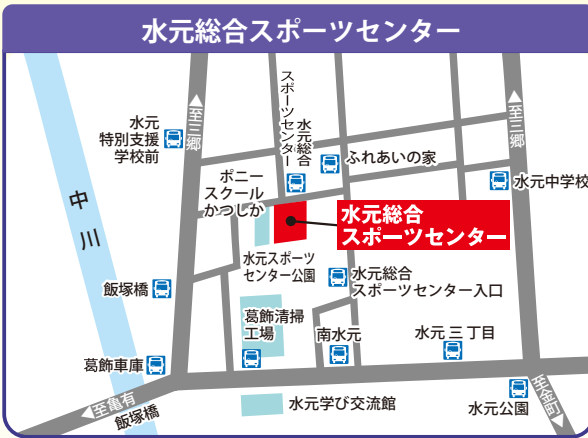 水元総合スポーツセンター
▲至三郷
▲至三郷
水元
特別支援
学校前
水元総合
スポーツセンター
ふれあいの家
ポニー
スクール
かつしか
水元中学校
中川
水元総合
スポーツセンター
水元スポーツ
センター公園
水元総合
スポーツセンター入口
飯塚橋
葛飾清掃
工場
南水元
水元三丁目
葛飾車庫
◀至亀有
飯塚橋
水元学び交流館
水元公園
至金町▶